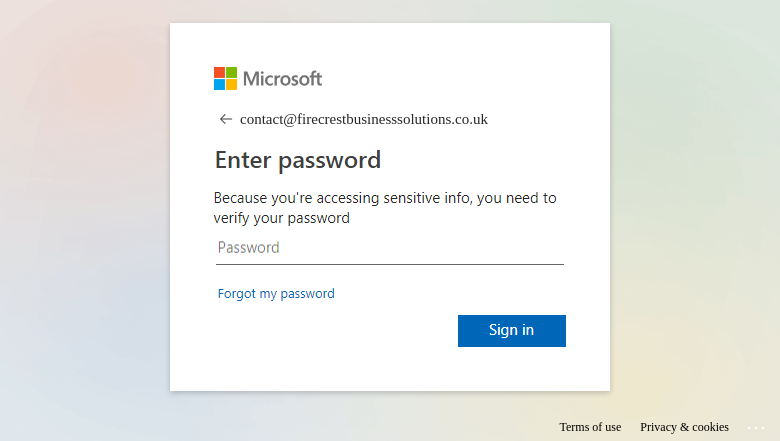 Microsoft
contact@firecrestbusinesssolutions.co.uk
Enter password
Because you're accessing sensitive info, you need to
verify your password
Password
Forgot my password
Sign in
Terms of use Privacy & cookies ...